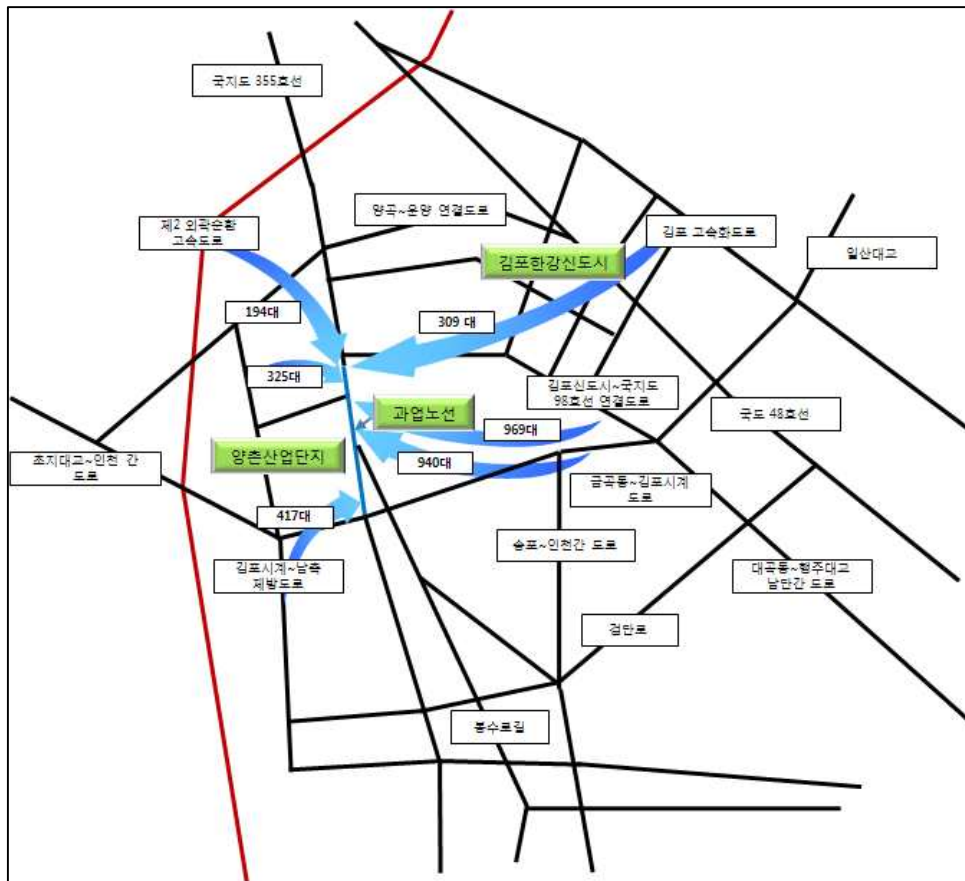 국지도 355호선
양곡~운양 연결도로
제2 외곽순환
고속도로
김포 고속화도로
일산대교
김포한강신도시
194대
309 대
325대
김포신도시~국지도
98호선 연결도로
과업노선
국도 48호선
969대
양촌산업단지
940대
초지대교~인천 간
도로
금곡동~김포시계
도로
417대
송포~인천간 도로
김포시계~남측
제방도로
대곡동~행주대교
남단간 도로
검단로
봉수로길